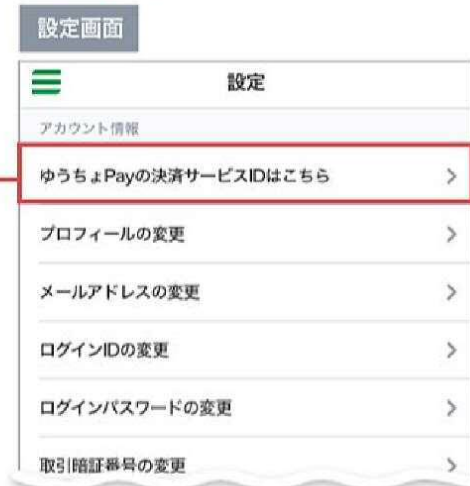 設定画面
設定
アカウント情報
ゆうちょPayの決済サービスIDはこちら
プロフィールの変更
メールアドレスの変更
ログインIDの変更
ログインパスワードの変更
取引暗証番号の変更